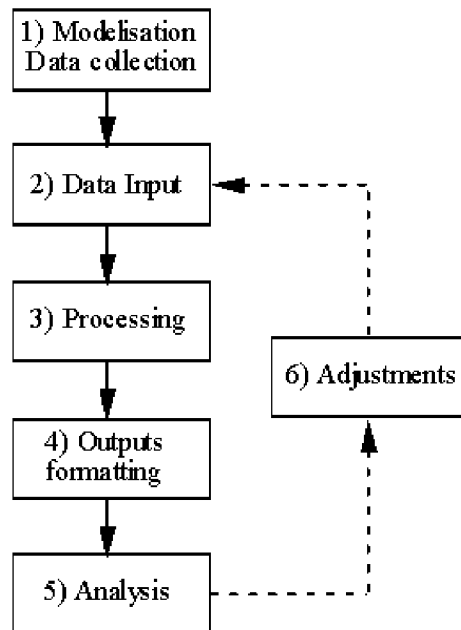 1) Modelisation
Data collection
2) Data Input
3) Processing
4) Outputs
formatting
5) Analysis
6) Adjustments